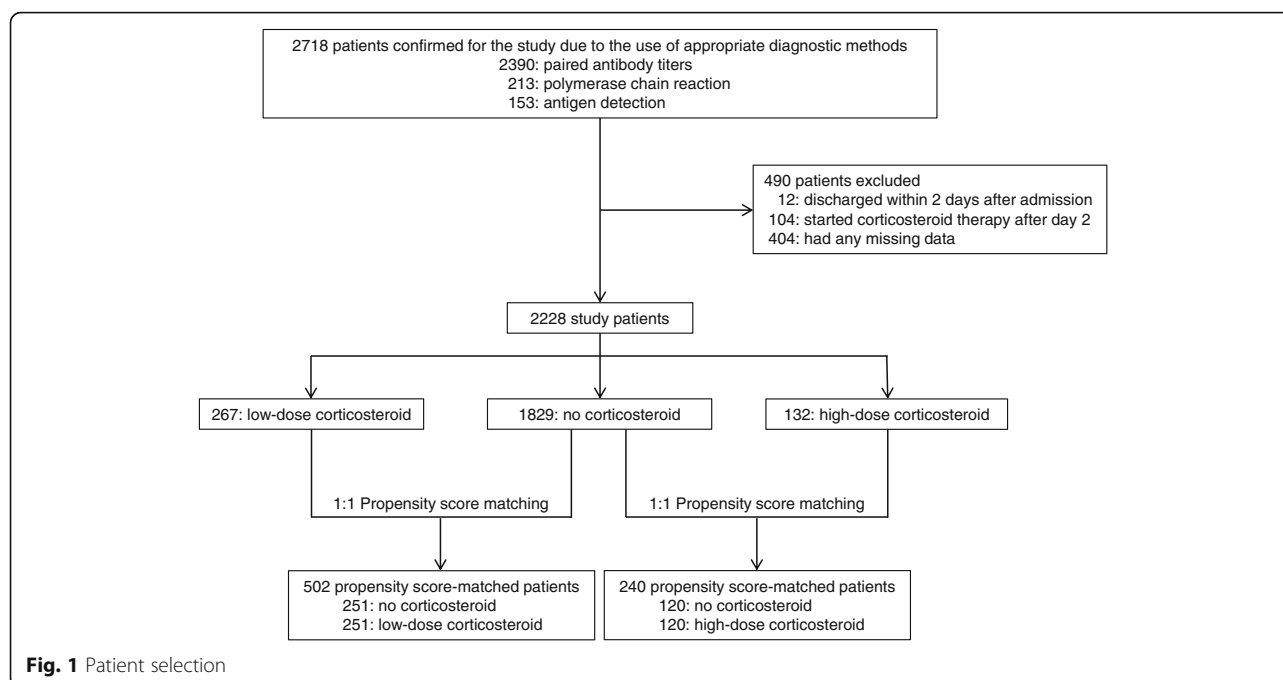 2718 patients confirmed for the study due to the use of appropriate diagnostic methods
2390: paired antibody titers
213: polymerase chain reaction
153: antigen detection
490 patients excluded
12: discharged within 2 days after admission
104: started corticosteroid therapy after day 2
404: had any missing data
2228 study patients
267: low-dose corticosteroid
1829: no corticosteroid
132: high-dose corticosteroid
1:1 Propensity score matching
1:1 Propensity score matching
502 propensity score-matched patients
251: no corticosteroid
251: low-dose corticosteroid
240 propensity score-matched patients
120: no corticosteroid
120: high-dose corticosteroid
Fig. 1 Patient selection